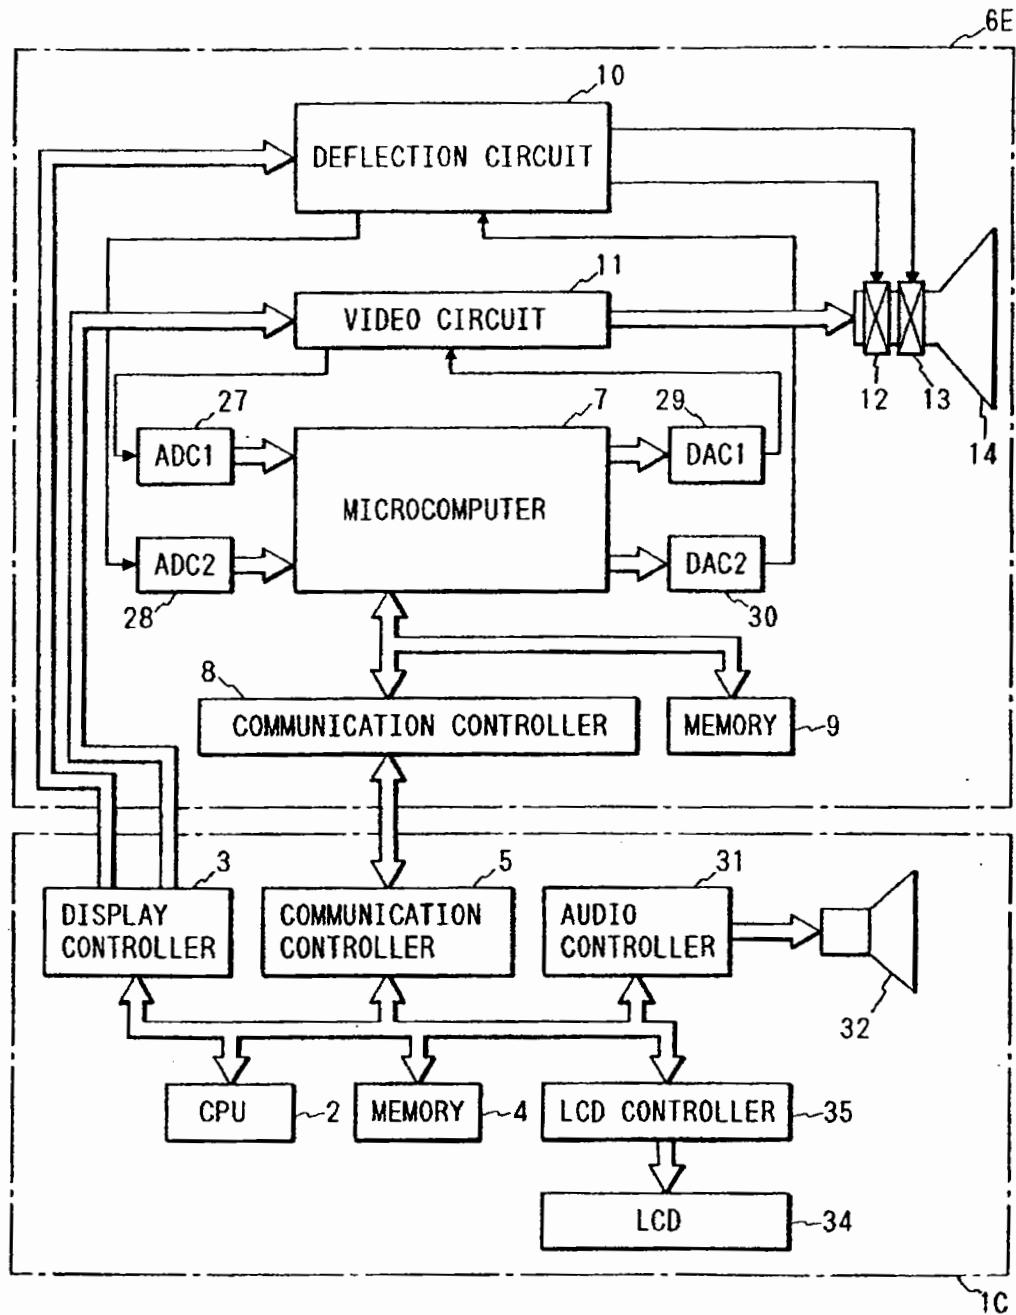 6E
10
DEFLECTION CIRCUIT
11
VIDEO CIRCUIT
12
13
14
27
ADC1
7
MICROCOMPUTER
29
DAC1
ADC2
28
DAC2
30
8
COMMUNICATION CONTROLLER
MEMORY
9
3
DISPLAY
CONTROLLER
5
COMMUNICATION
CONTROLLER
31
AUDIO
CONTROLLER
32
CPU
2
MEMORY
4
LCD CONTROLLER
35
LCD
34
1C